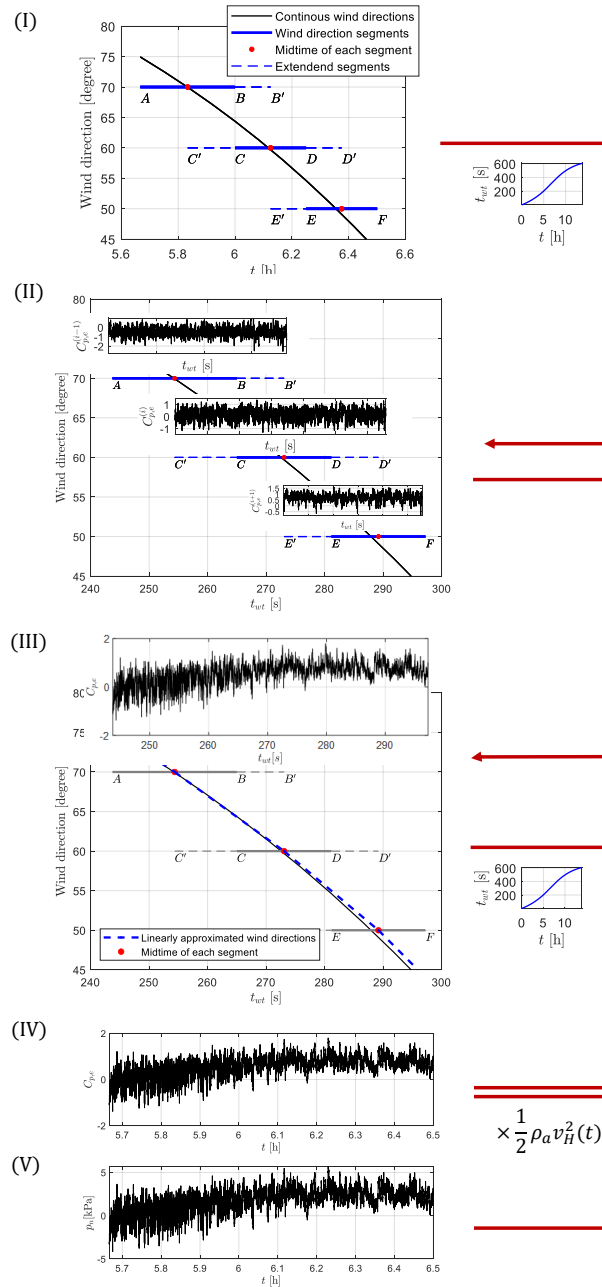 (I)
Continous wind directions
Wind direction segments
Midtime of each segment
Extendend segments
Wind direction [degree]
80
75
70
65
60
55
50
45
A B B′
C′ C D D′
E′ E F
5.6 5.8 6 6.2 6.4 6.6
t [h]
t_wt [s]
600
400
200
0 5 10
t [h]
(II)
Wind direction [degree]
80
70
65
60
55
50
45
C_{p,e}^{(i−1)}
0
-1
-2
t_wt [s]
A B B′
C_{p,e}^{(i)}
1
0
-1
t_wt [s]
C′ C D D′
C_{p,e}^{(i+1)}
1.5
0.5
-0.5
t_wt [s]
E′ E F
240 250 260 270 280 290 300
t_wt [s]
(III)
C_{p,e}
2
0
-2
250 260 270 280 290
t_wt[s]
Wind direction [degree]
80
75
70
65
60
55
50
45
A B B′
C′ C D D′
E F
Linearly approximated wind directions
Midtime of each segment
240 250 260 270 280 290 300
t_wt [s]
t_wt [s]
600
400
200
0 5 10
t [h]
(IV)
C_{p,e}
2
0
-2
5.7 5.8 5.9 6 6.1 6.2 6.3 6.4 6.5
t [h]
× 1/2 ρ_a v_H^2(t)
(V)
p_n[kPa]
5
0
-5
5.7 5.8 5.9 6 6.1 6.2 6.3 6.4 6.5
t [h]